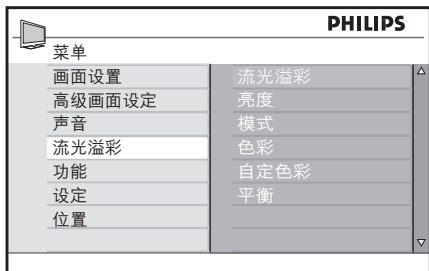 PHILIPS
菜单
画面设置
高级画面设定
声音
流光溢彩
功能
设定
位置
流光溢彩
亮度
模式
色彩
自定色彩
平衡